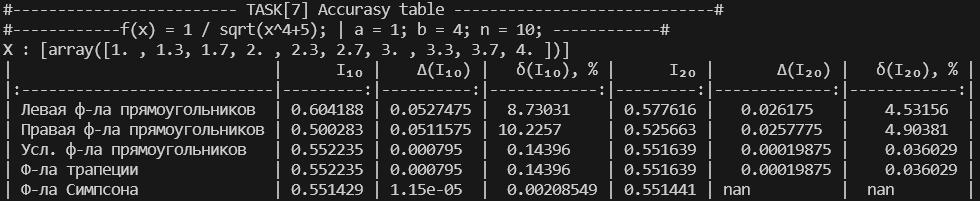 #------------------------- TASK[7] Accurasy table -----------------------------#
#------------f(x) = 1 / sqrt(x^4+5); | a = 1; b = 4; n = 10; ------------#
X : [array([1. , 1.3, 1.7, 2. , 2.3, 2.7, 3. , 3.3, 3.7, 4. ])]
| | I₁₀ | Δ(I₁₀) | δ(I₁₀), % | I₂₀ | Δ(I₂₀) | δ(I₂₀), % |
|:----------------------------|---------:|-----------:|------------:|---------:|:-----------|:------------|
| Левая ф-ла прямоугольников | 0.604188 | 0.0527475 | 8.73031 | 0.577616 | 0.026175 | 4.53156 |
| Правая ф-ла прямоугольников | 0.500283 | 0.0511575 | 10.2257 | 0.525663 | 0.0257775 | 4.90381 |
| Усл. ф-ла прямоугольников | 0.552235 | 0.000795 | 0.14396 | 0.551639 | 0.00019875 | 0.036029 |
| Ф-ла трапеции | 0.552235 | 0.000795 | 0.14396 | 0.551639 | 0.00019875 | 0.036029 |
| Ф-ла Симпсона | 0.551429 | 1.15e-05 | 0.00208549 | 0.551441 | nan | nan |